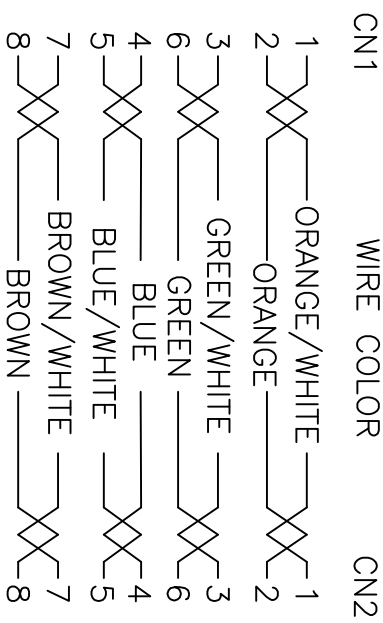 CN1 WIRE COLOR CN2
1 ORANGE/WHITE 1
2 ORANGE 2
3 GREEN/WHITE 3
6 GREEN 6
4 BLUE 4
5 BLUE/WHITE 5
7 BROWN/WHITE 7
8 BROWN 8